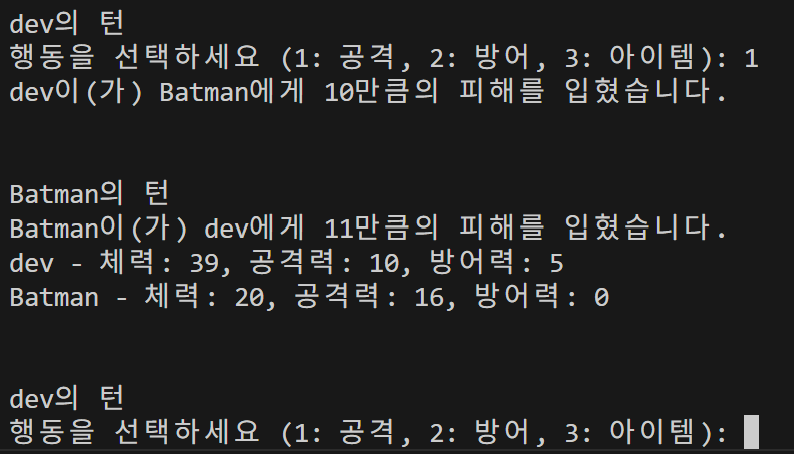 dev의 턴
행동을 선택하세요 (1: 공격, 2: 방어, 3: 아이템): 1
dev이(가) Batman에게 10만큼의 피해를 입혔습니다.
Batman의 턴
Batman이(가) dev에게 11만큼의 피해를 입혔습니다.
dev - 체력: 39, 공격력: 10, 방어력: 5
Batman - 체력: 20, 공격력: 16, 방어력: 0
dev의 턴
행동을 선택하세요 (1: 공격, 2: 방어, 3: 아이템):